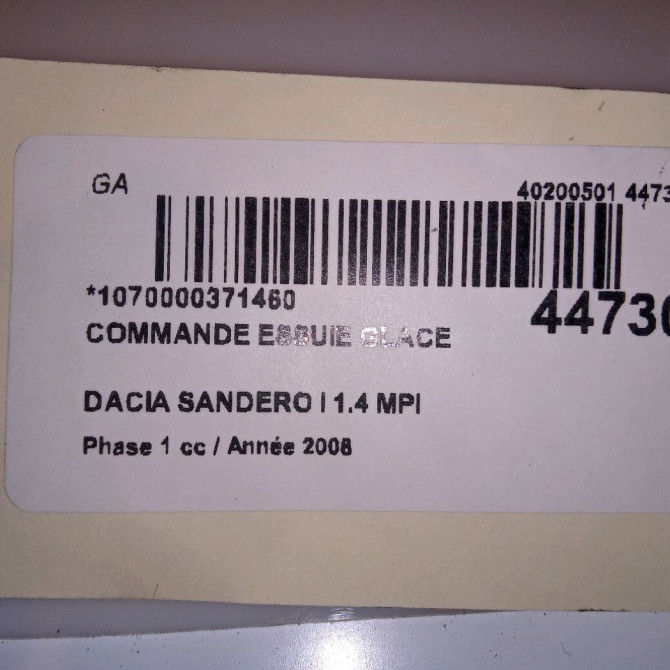 GA
40200501 4473
*1070000371460
44730
COMMANDE ESSUIE GLACE
DACIA SANDERO I 1.4 MPI
Phase 1 cc / Année 2008